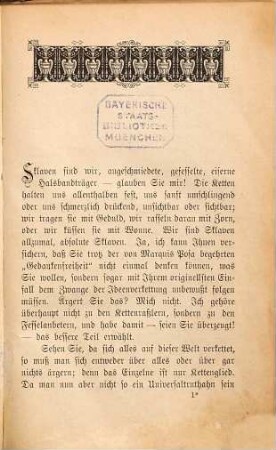 BAYERISCHE
STAATS-
BIBLIOTHEK
MUENCHEN
Sklaven sind wir, angeschmiedete, gefesselte, eiserne
Halsbandträger — glauben Sie mir! Die Ketten
halten uns allenthalben fest, uns sanft umschlingend
oder uns schmerzlich drückend, unsichtbar oder sichtbar;
wir tragen sie mit Geduld, wir rasseln daran mit Zorn,
oder wir küssen sie mit Wonne. Wir sind Sklaven
allzumal, absolute Sklaven. Ja, ich kann Ihnen ver-
sichern, daß Sie trotz der von Marquis Posa begehrten
„Gedankenfreiheit" nicht einmal denken können, was
Sie wollen, sondern sogar mit Ihrem originellsten Ein-
fall dem Zwange der Ideenverkettung unbewußt folgen
müssen. Ärgert Sie das? Mich nicht. Ich gehöre
überhaupt nicht zu den Kettenraßlern, sondern zu den
Fesselanbetern, und habe damit — seien Sie überzeugt!
— das bessere Teil erwählt.
Sehen Sie, da sich alles auf dieser Welt verkettet,
so muß man sich entweder über alles oder über gar
nichts ärgern; denn das Einzelne ist nur Kettenglied.
Da man nun aber nicht so ein Universaltruthahn sein
1*